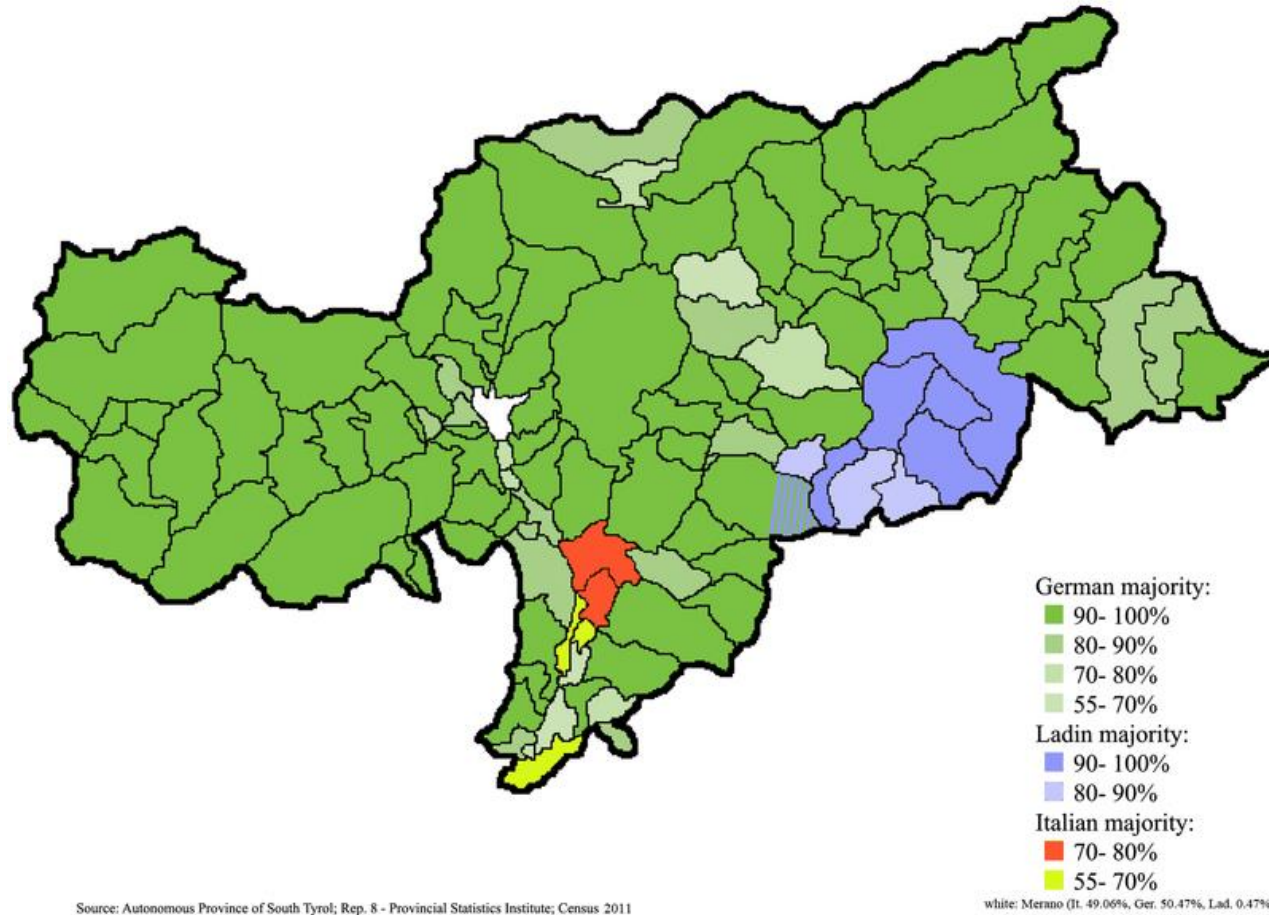 German majority:
90- 100%
80- 90%
70- 80%
55- 70%
Ladin majority:
90- 100%
80- 90%
Italian majority:
70- 80%
55- 70%
Source: Autonomous Province of South Tyrol; Rep. 8 - Provincial Statistics Institute; Census 2011
white: Merano (It. 49.06%, Ger. 50.47%, Lad. 0.47%